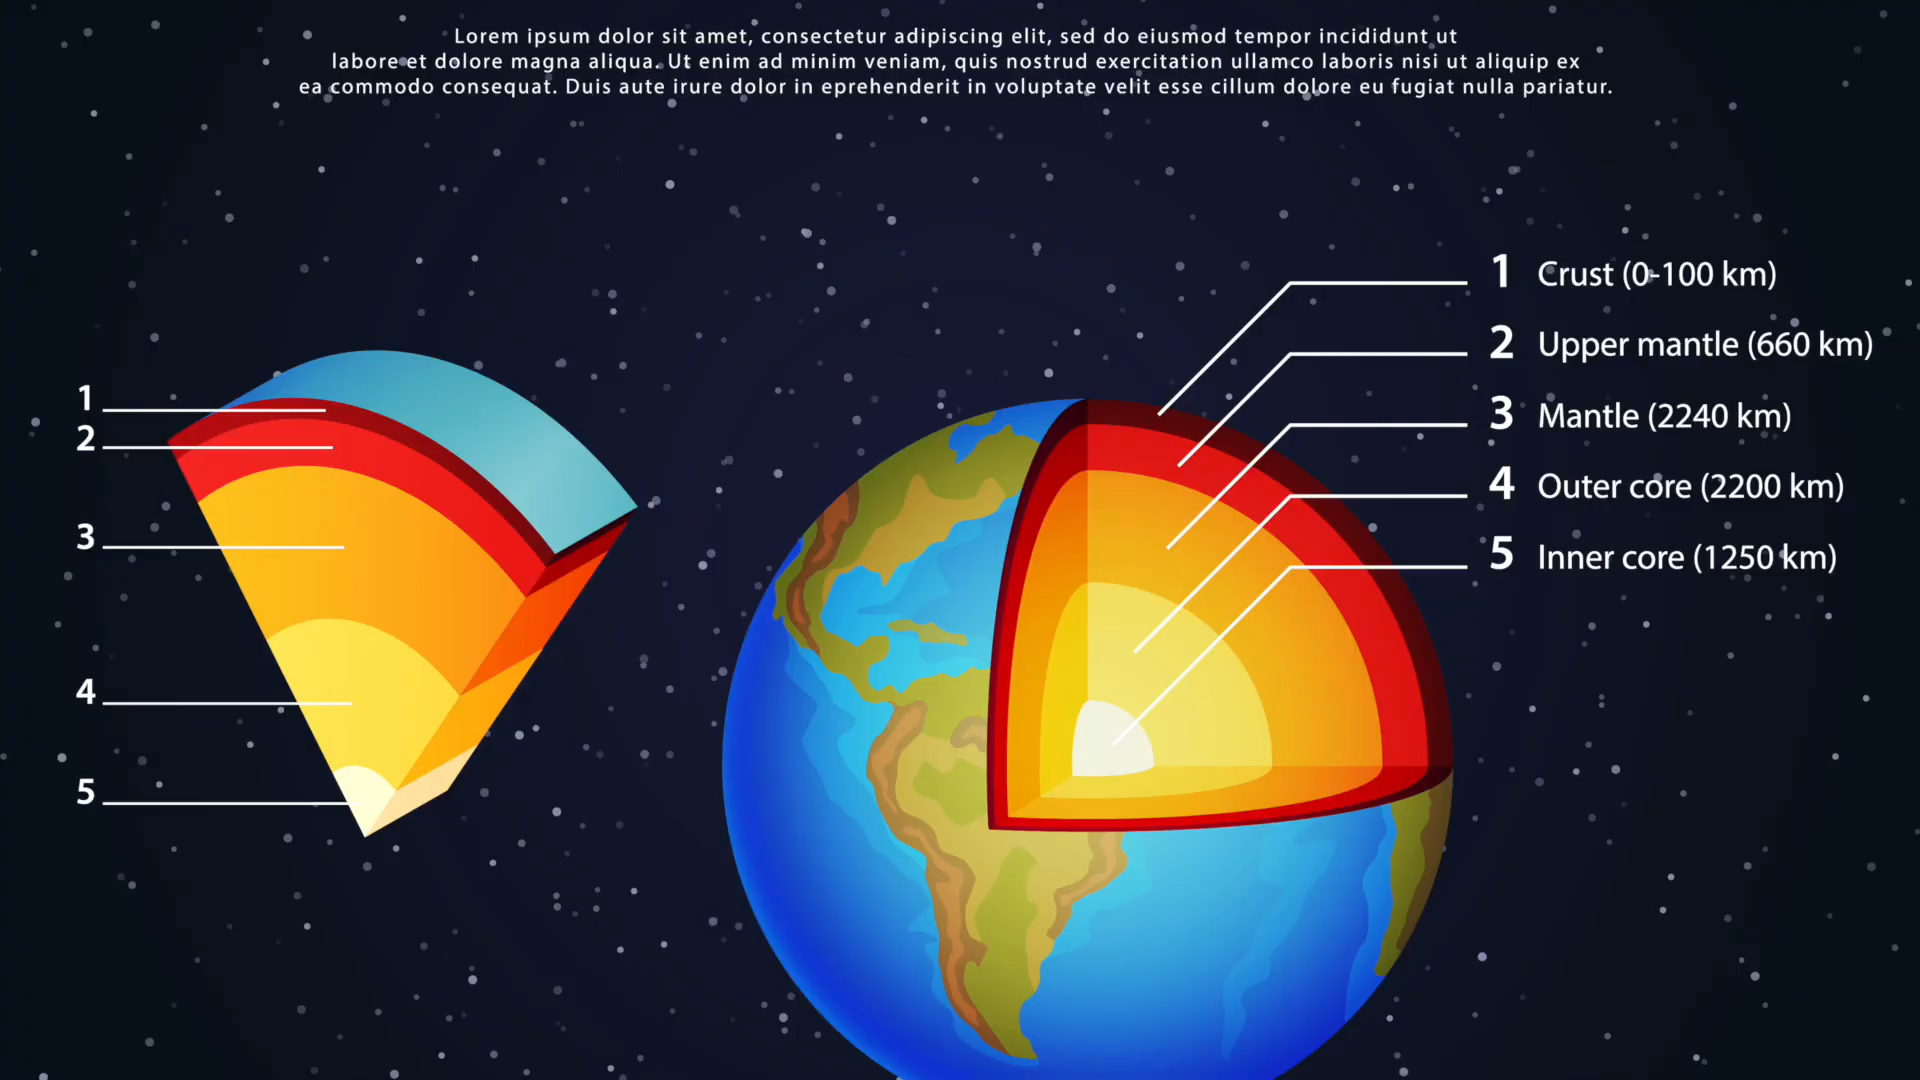 Lorem ipsum dolor sit amet, consectetur adipiscing elit, sed do eiusmod tempor incididunt ut
labore et dolore magna aliqua. Ut enim ad minim veniam, quis nostrud exercitation ullamco laboris nisi ut aliquip ex
ea commodo consequat. Duis aute irure dolor in eprehenderit in voluptate velit esse cillum dolore eu fugiat nulla pariatur.
1
2
3
4
5
1 Crust (0-100 km)
2 Upper mantle (660 km)
3 Mantle (2240 km)
4 Outer core (2200 km)
5 Inner core (1250 km)